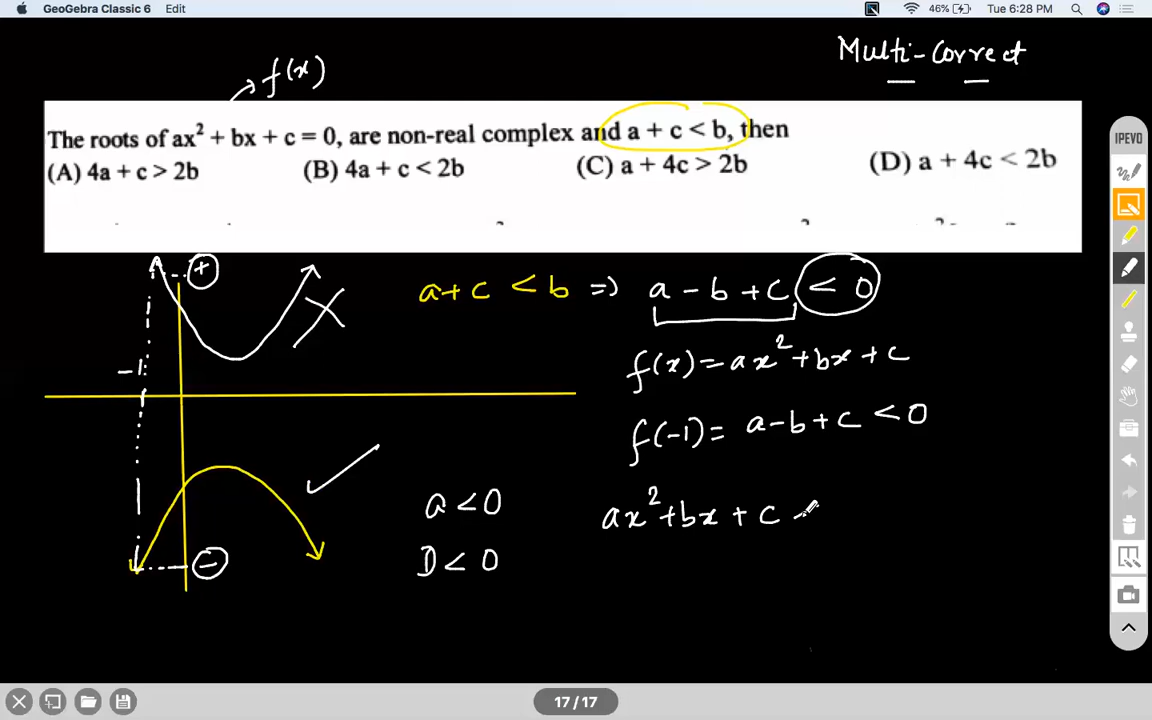 GeoGebra Classic 6 Edit 46% Tue 6:28 PM
Multi-Correct
f(x)
The roots of ax² + bx + c = 0, are non-real complex and a + c < b, then
(A) 4a + c > 2b (B) 4a + c < 2b (C) a + 4c > 2b (D) a + 4c < 2b
IPEVO
+
a+c < b ⇒ a - b + c < 0
f(x) = ax² + bx + c
-1
f(-1) = a - b + c < 0
a < 0
ax² + bx + c
D < 0
-
17/17